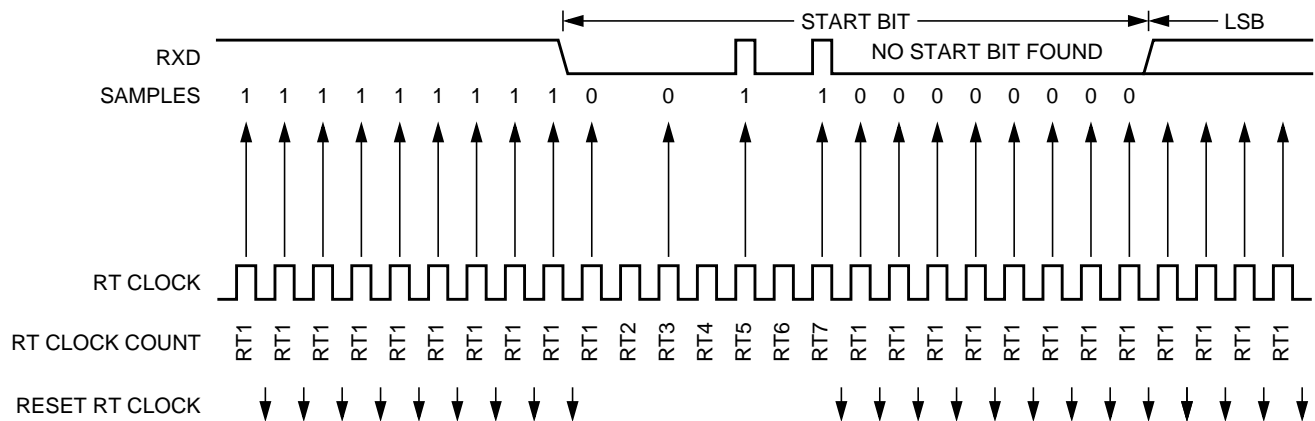 START BIT LSB
RXD NO START BIT FOUND
SAMPLES 1 1 1 1 1 1 1 1 1 0 0 1 1 0 0 0 0 0 0 0 0
RT CLOCK
RT CLOCK COUNT RT1 RT1 RT1 RT1 RT1 RT1 RT1 RT1 RT1 RT1 RT2 RT3 RT4 RT5 RT6 RT7 RT1 RT1 RT1 RT1 RT1 RT1 RT1 RT1 RT1 RT1 RT1 RT1
RESET RT CLOCK